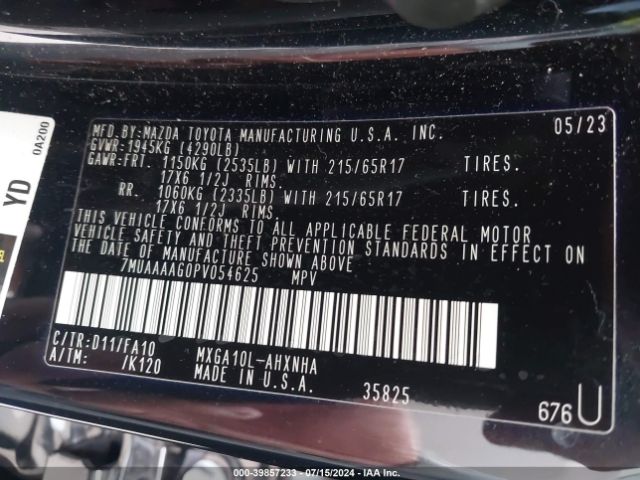 0A200
YD
MFD.BY:MAZDA TOYOTA MANUFACTURING U.S.A. INC. 05/23
GVWR:1945KG (4290LB)
GAWR:FRT. 1150KG (2535LB) WITH 215/65R17 TIRES.
17X6 1/2J RIMS.
RR. 1060KG (2335LB) WITH 215/65R17 TIRES.
17X6 1/2J RIMS.
THIS VEHICLE CONFORMS TO ALL APPLICABLE FEDERAL MOTOR
VEHICLE SAFETY AND THEFT PREVENTION STANDARDS IN EFFECT ON
THE DATE OF MANUFACTURE SHOWN ABOVE.
7MUAAAAG0PV054625 MPV
C/TR:D11/FA10 MXGA10L-AHXNHA
A/TM: /K120 MADE IN U.S.A. 35825
676 U
000-39857233 - 07/15/2024 - IAA Inc.